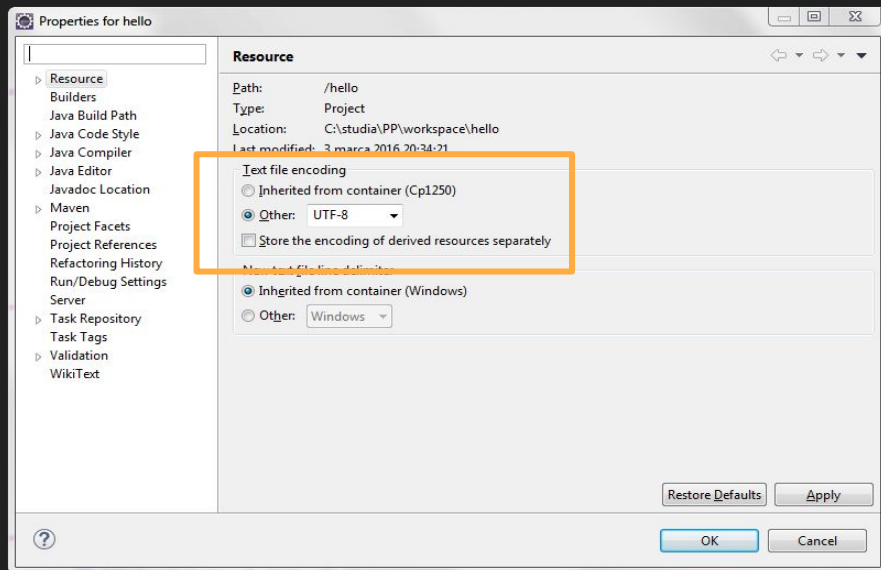 Properties for hello
Resource
Builders
Java Build Path
Java Code Style
Java Compiler
Java Editor
Javadoc Location
Maven
Project Facets
Project References
Refactoring History
Run/Debug Settings
Server
Task Repository
Task Tags
Validation
WikiText
Resource
Path: /hello
Type: Project
Location: C:\studia\PP\workspace\hello
Last modified: 3 marca 2016 20:34:21
Text file encoding
Inherited from container (Cp1250)
Other: UTF-8
Store the encoding of derived resources separately
New text file line delimiter
Inherited from container (Windows)
Other: Windows
Restore Defaults Apply
? OK Cancel